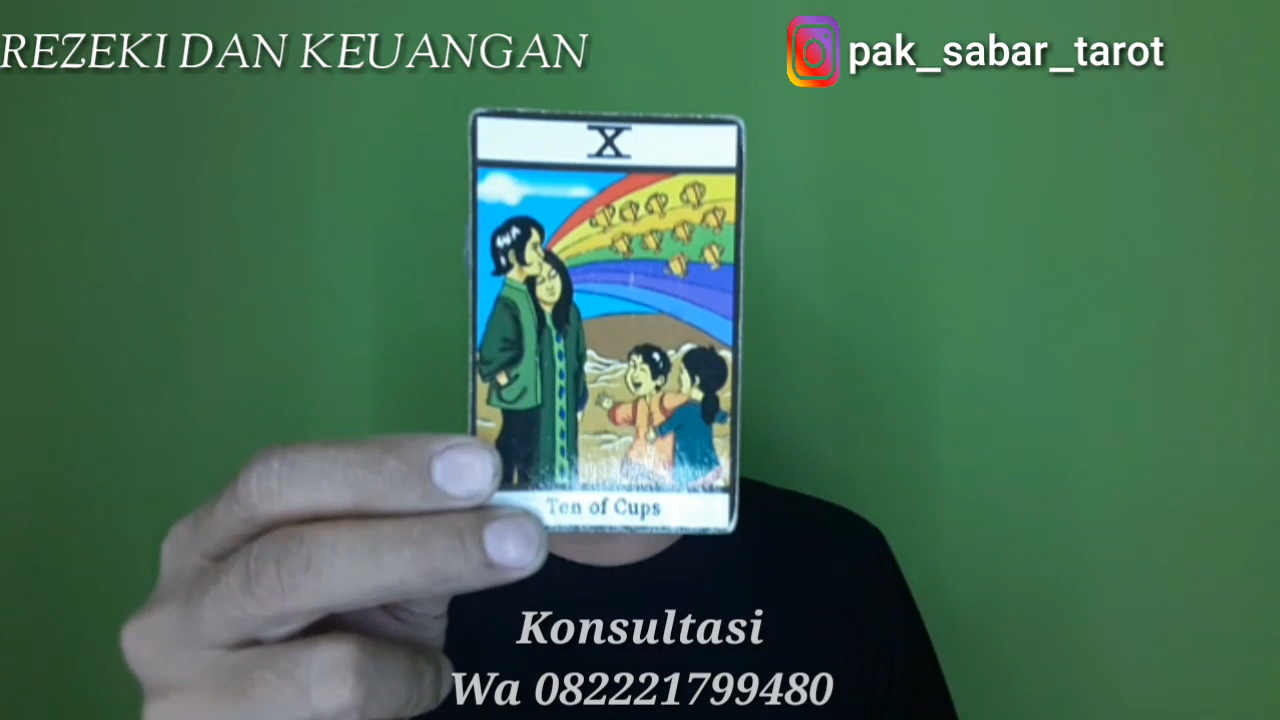 REZEKI DAN KEUANGAN
pak_sabar_tarot
X
Ten of Cups
Konsultasi
Wa 082221799480